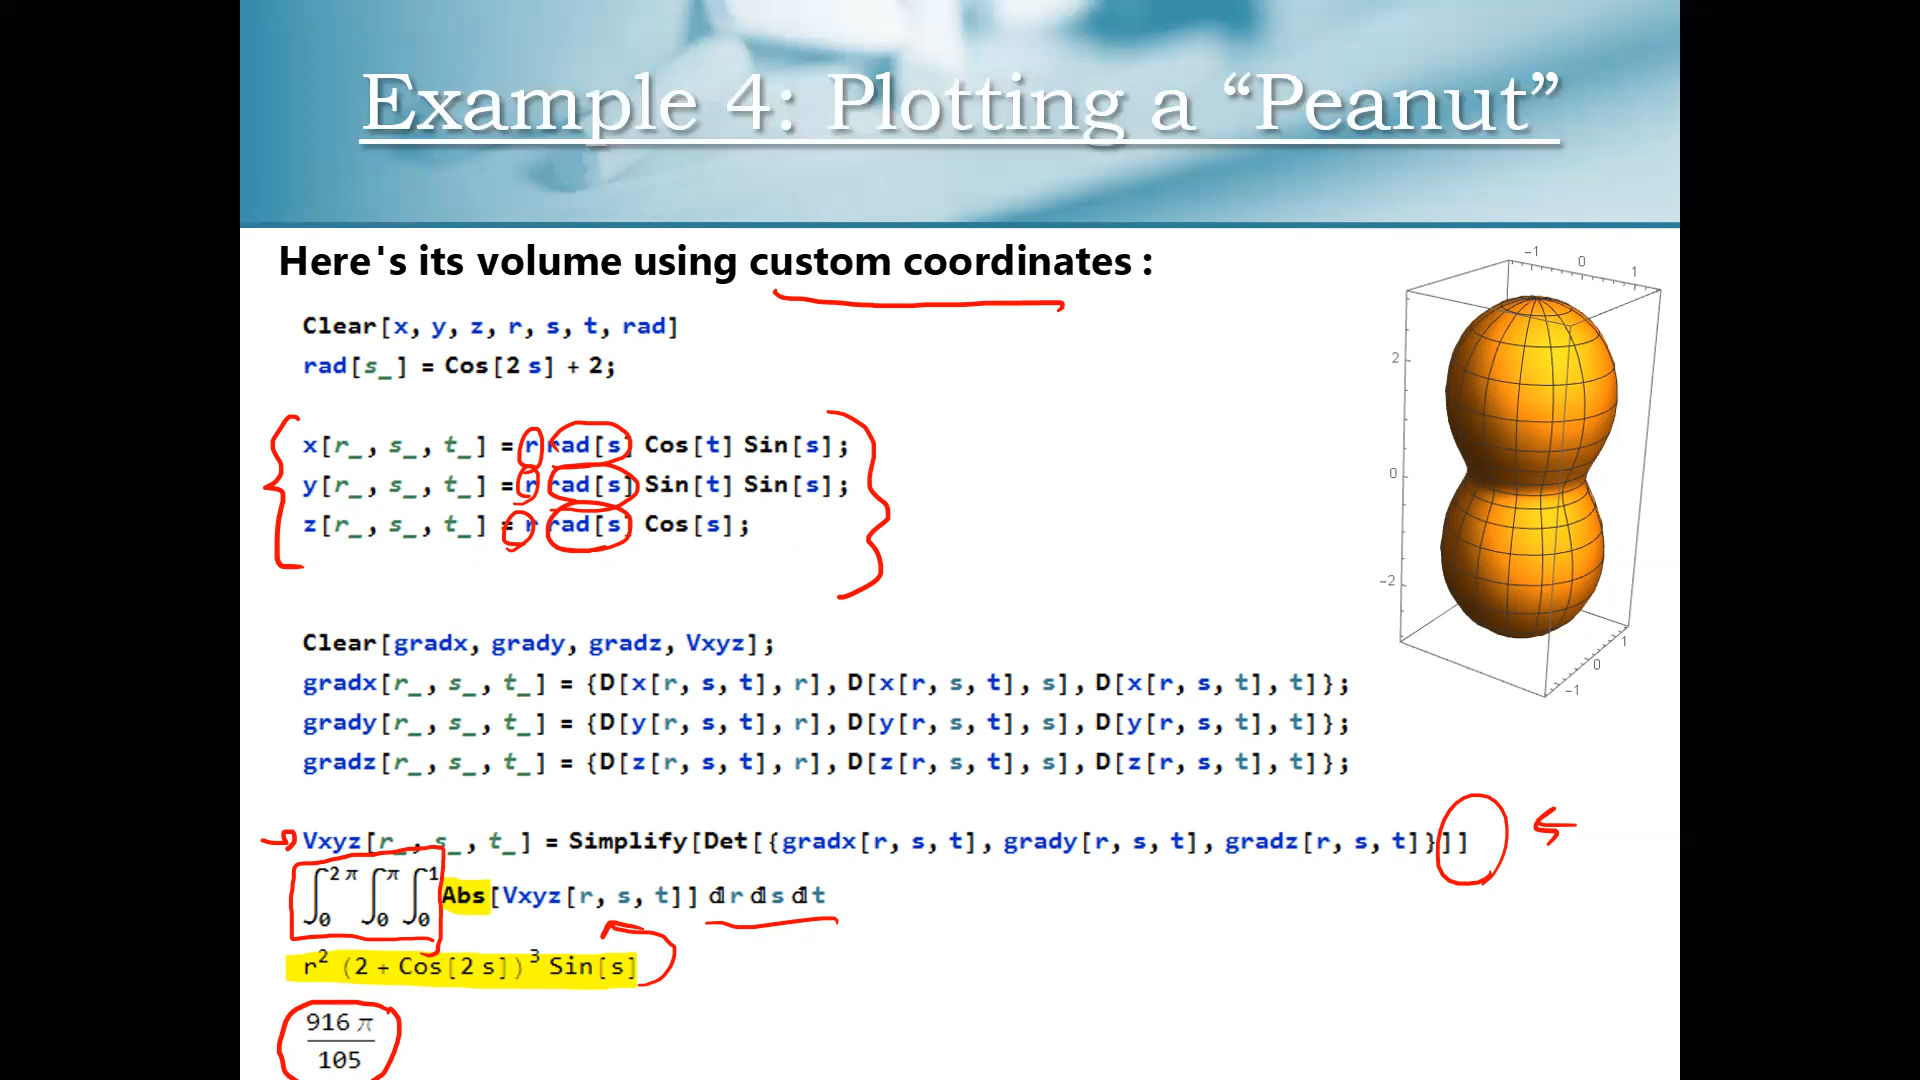 Example 4: Plotting a “Peanut”
Here's its volume using custom coordinates :
Clear[x, y, z, r, s, t, rad]
rad[s_] = Cos[2 s] + 2;
x[r_, s_, t_] = r rad[s] Cos[t] Sin[s];
y[r_, s_, t_] = r rad[s] Sin[t] Sin[s];
z[r_, s_, t_] = r rad[s] Cos[s];
Clear[gradx, grady, gradz, Vxyz];
gradx[r_, s_, t_] = {D[x[r, s, t], r], D[x[r, s, t], s], D[x[r, s, t], t]};
grady[r_, s_, t_] = {D[y[r, s, t], r], D[y[r, s, t], s], D[y[r, s, t], t]};
gradz[r_, s_, t_] = {D[z[r, s, t], r], D[z[r, s, t], s], D[z[r, s, t], t]};
Vxyz[r_, s_, t_] = Simplify[Det[{gradx[r, s, t], grady[r, s, t], gradz[r, s, t]}]]
∫₀^2π ∫₀^π ∫₀^1 Abs[Vxyz[r, s, t]] ⅆr ⅆs ⅆt
r² (2 + Cos[2 s])³ Sin[s]
916 π
105
-1
0
1
2
0
-2
1
0
-1